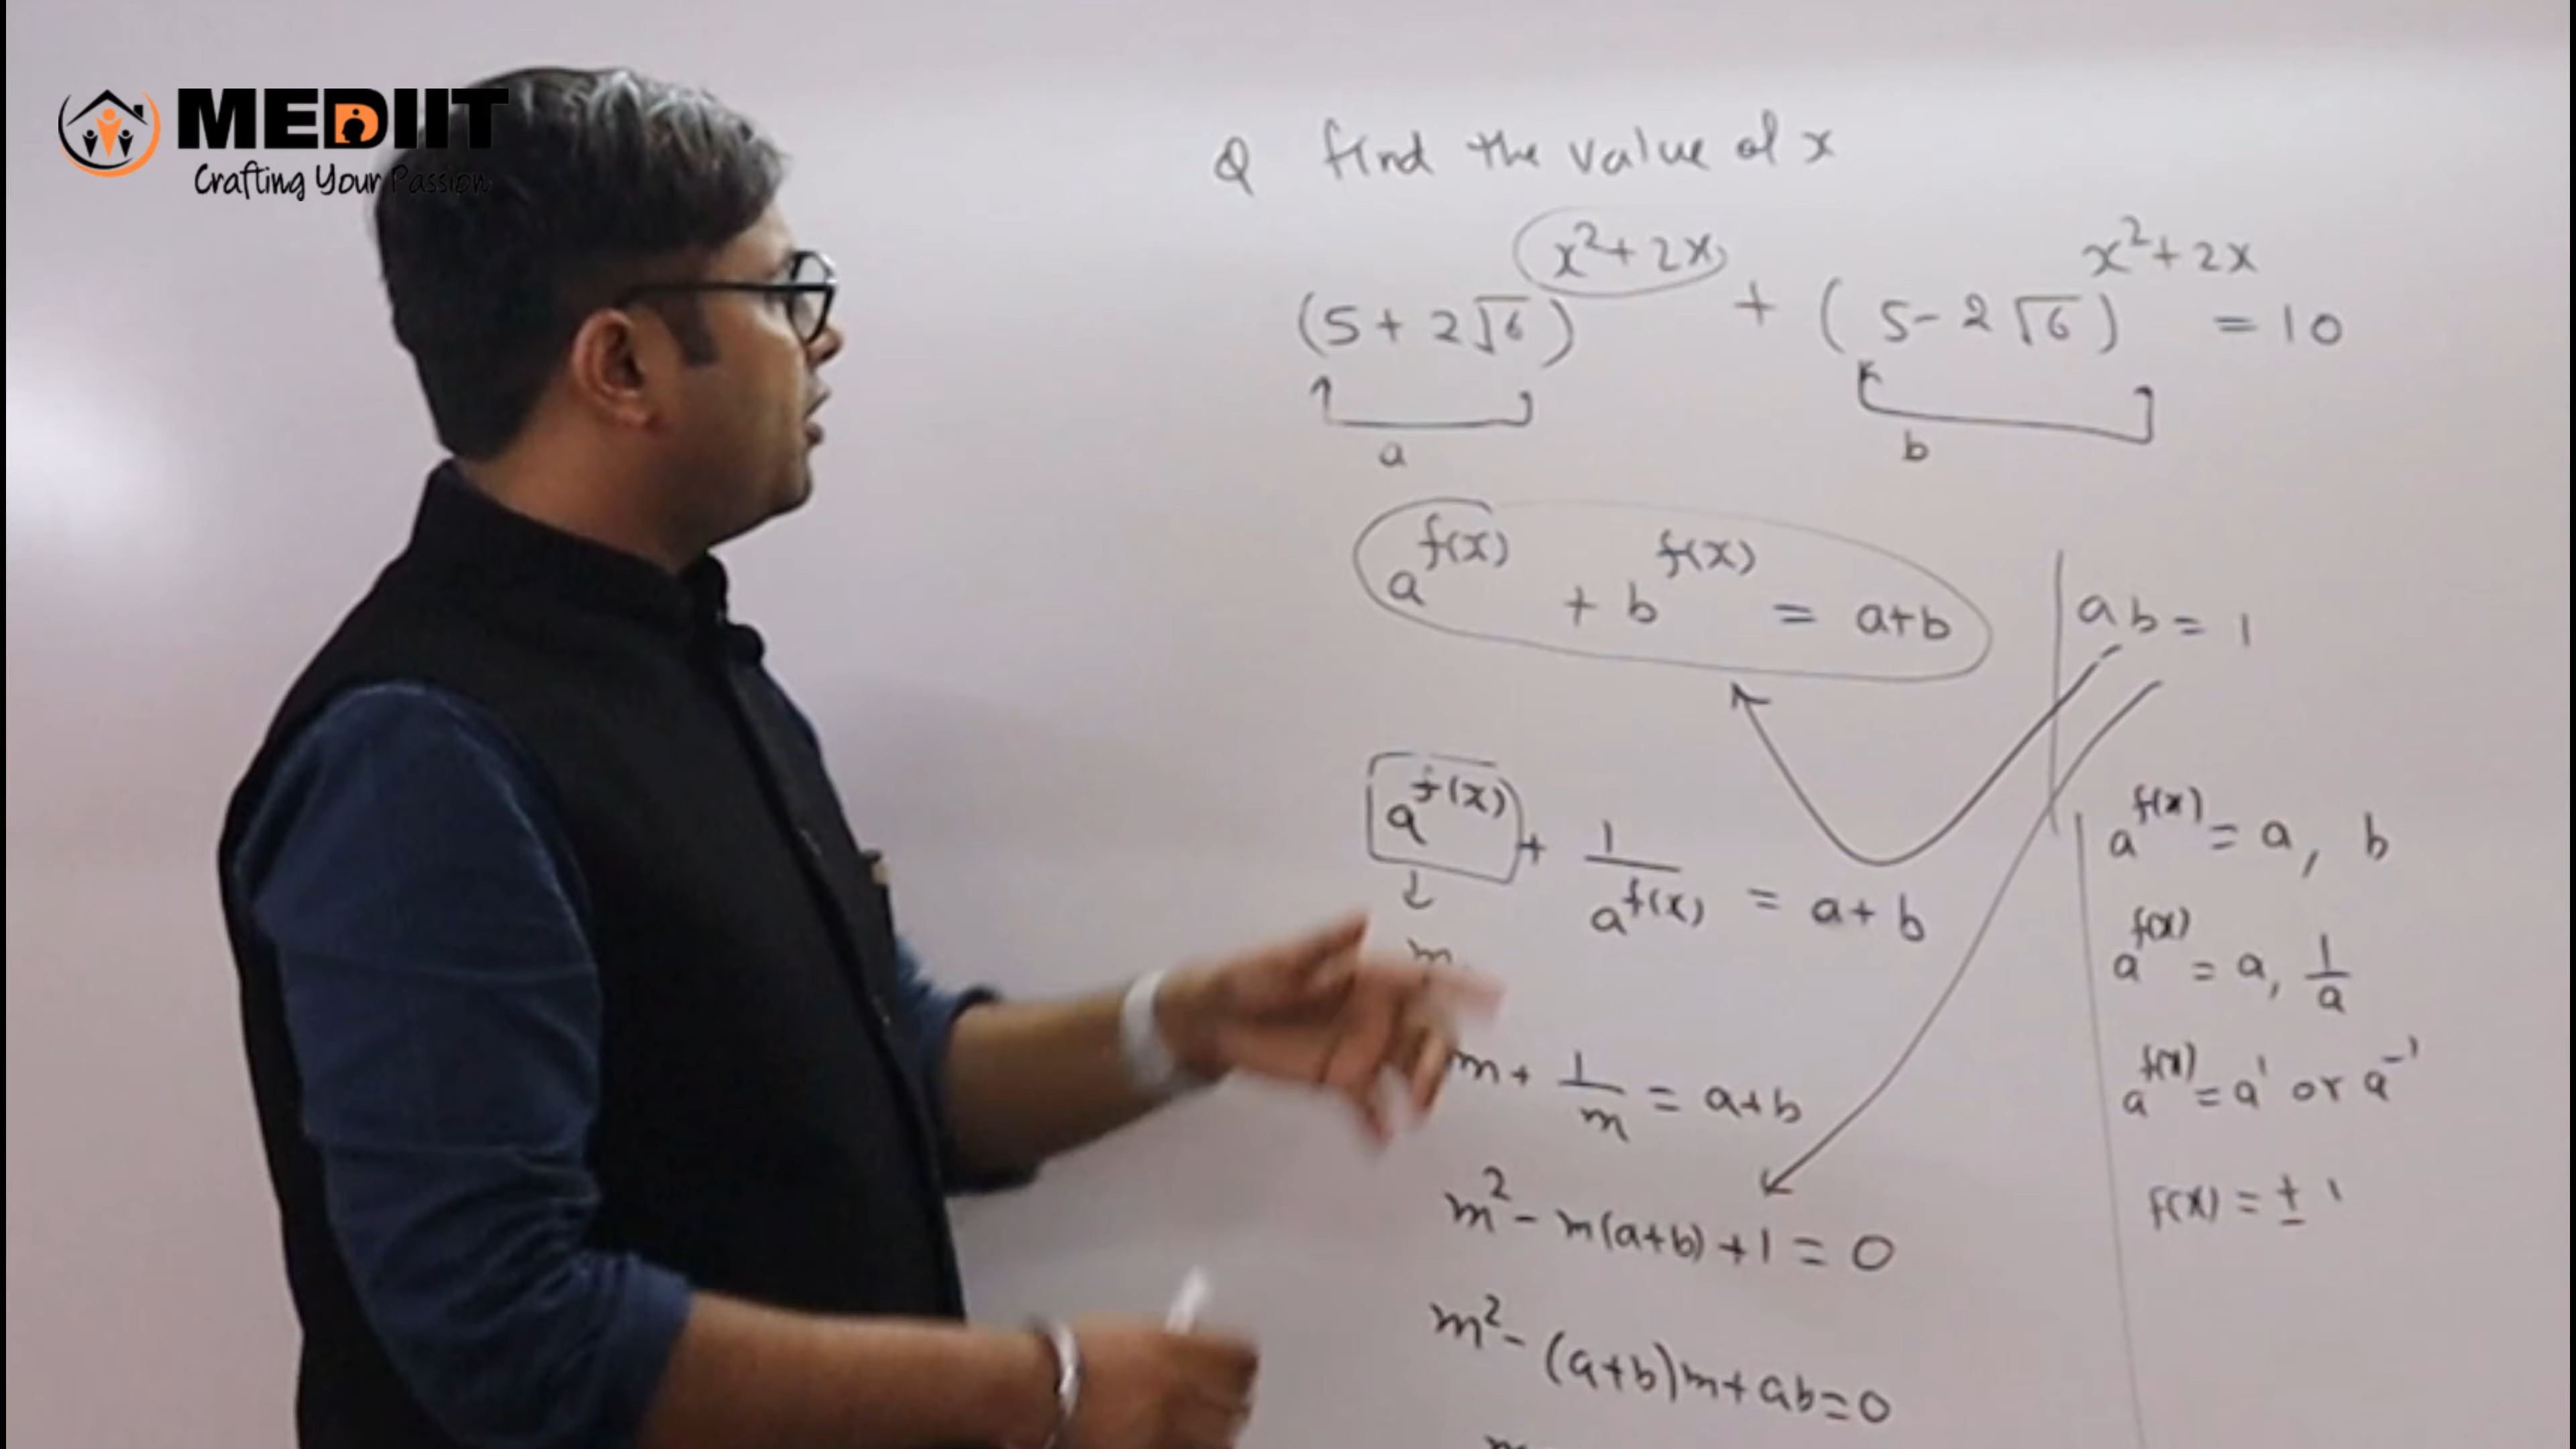 MEDIIT
Crafting Your Passion
Q find the value of x
(5 + 2√6)^(x²+2x) + (5 - 2√6)^(x²+2x) = 10
a b
a^f(x) + b^f(x) = a+b
ab = 1
a^f(x) + 1/a^f(x) = a+b
m
m + 1/m = a+b
m² - m(a+b) + 1 = 0
m² - (a+b)m + ab = 0
a^f(x) = a, b
a^f(x) = a, 1/a
a^f(x) = a^1 or a^-1
f(x) = ± 1